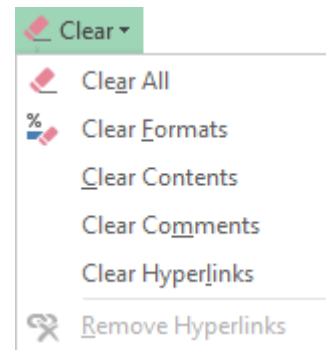 Clear
Clear All
%
Clear Formats
Clear Contents
Clear Comments
Clear Hyperlinks
Remove Hyperlinks